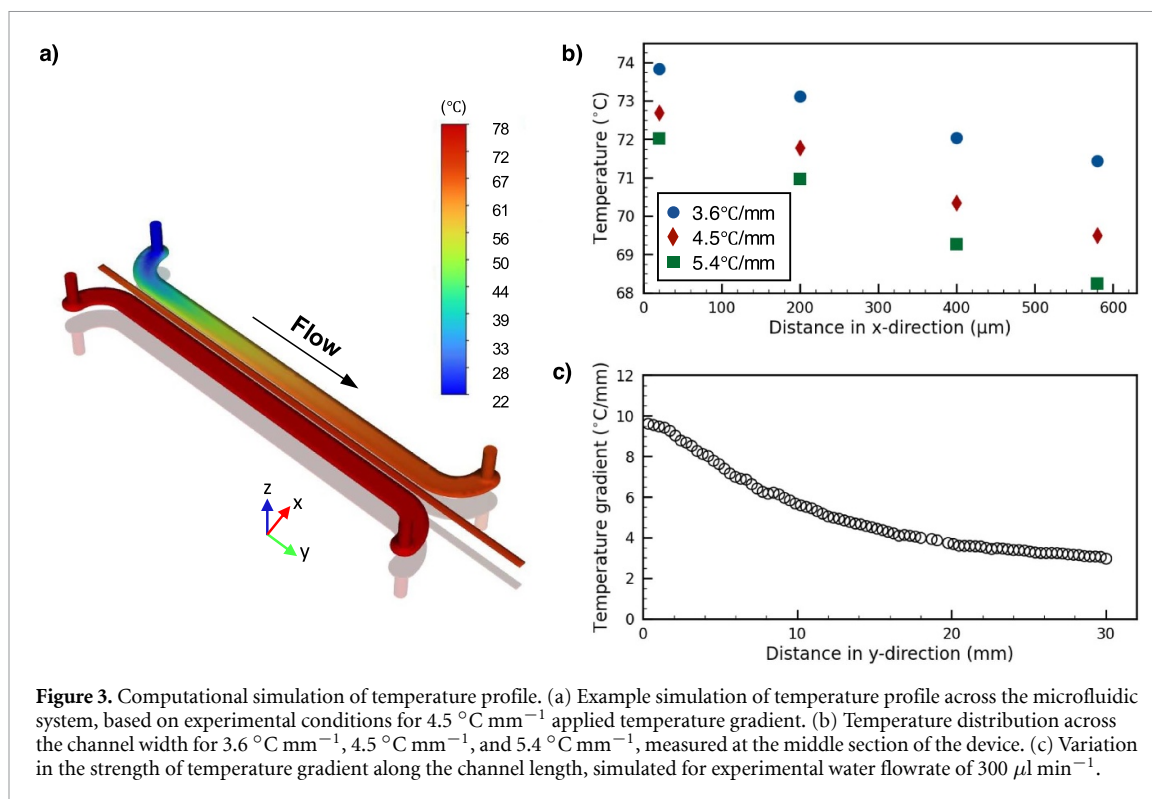 a)
(°C)
78
72
67
61
56
50
44
39
33
28
22
Flow
z
x
y
b)
Temperature (°C)
74
73
72
71
70
69
68
3.6°C/mm
4.5°C/mm
5.4°C/mm
0 100 200 300 400 500 600
Distance in x-direction (μm)
c)
Temperature gradient (°C/mm)
12
10
8
6
4
2
0
0 10 20 30
Distance in y-direction (mm)
Figure 3. Computational simulation of temperature profile. (a) Example simulation of temperature profile across the microfluidic
system, based on experimental conditions for 4.5 °C mm⁻¹ applied temperature gradient. (b) Temperature distribution across
the channel width for 3.6 °C mm⁻¹, 4.5 °C mm⁻¹, and 5.4 °C mm⁻¹, measured at the middle section of the device. (c) Variation
in the strength of temperature gradient along the channel length, simulated for experimental water flowrate of 300 μl min⁻¹.